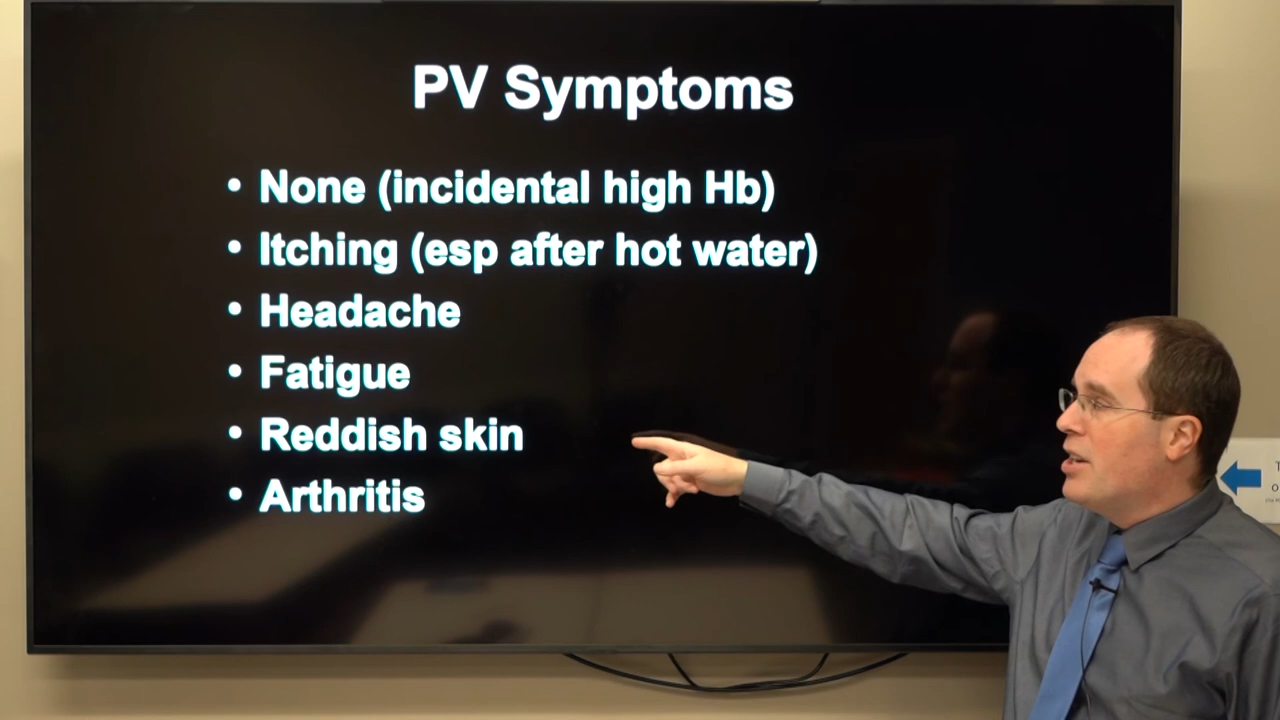 PV Symptoms
• None (incidental high Hb)
• Itching (esp after hot water)
• Headache
• Fatigue
• Reddish skin
• Arthritis